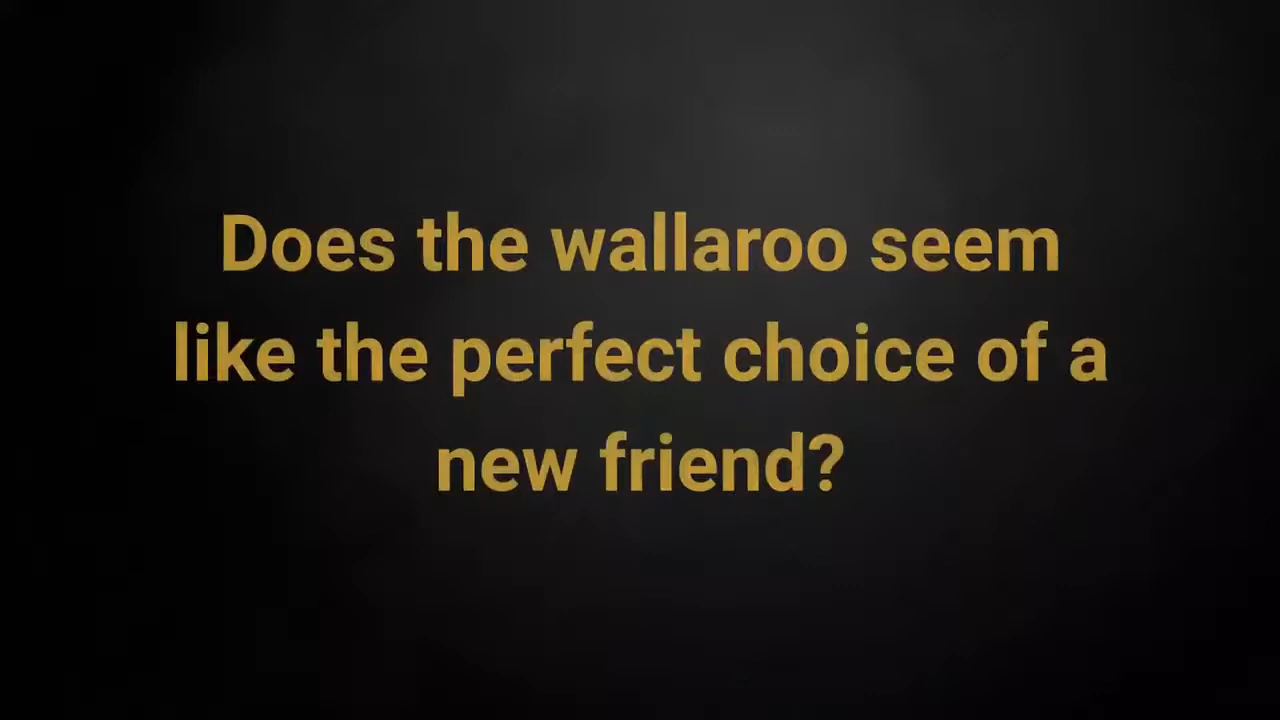 Does the wallaroo seem
like the perfect choice of a
new friend?